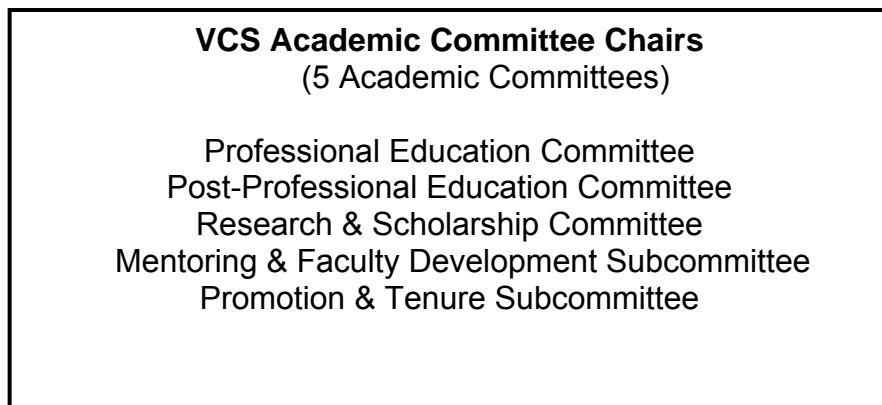 VCS Academic Committee Chairs
(5 Academic Committees)
Professional Education Committee
Post-Professional Education Committee
Research & Scholarship Committee
Mentoring & Faculty Development Subcommittee
Promotion & Tenure Subcommittee